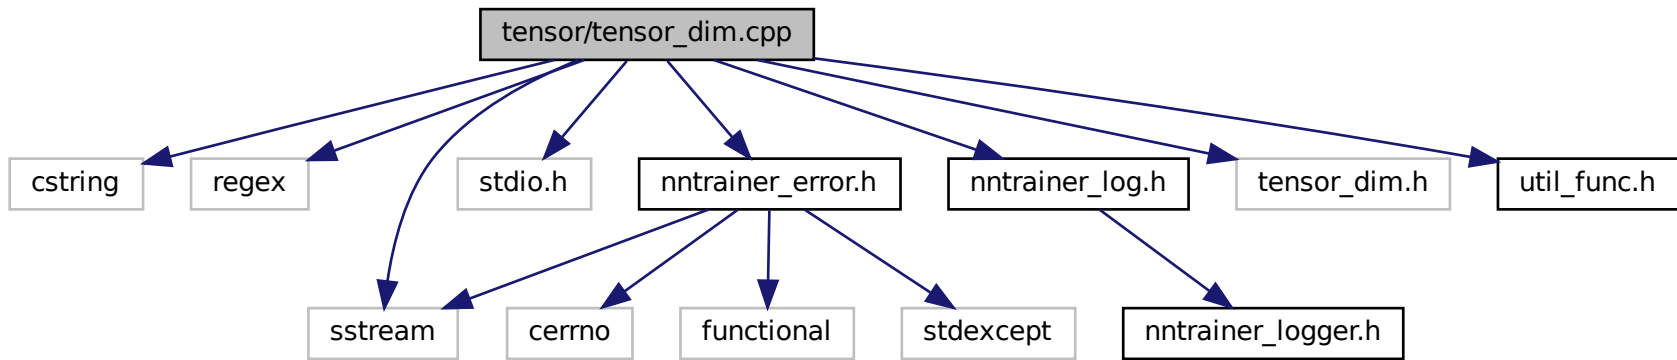 tensor/tensor_dim.cpp
cstring
regex
stdio.h
nntrainer_error.h
nntrainer_log.h
tensor_dim.h
util_func.h
sstream
cerrno
functional
stdexcept
nntrainer_logger.h